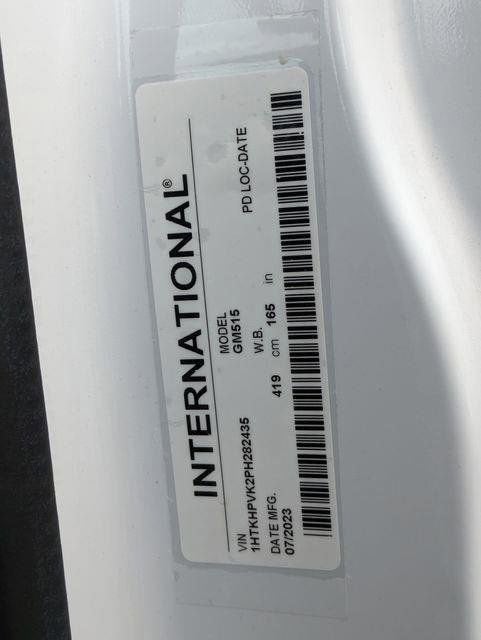 INTERNATIONAL®
VIN MODEL
1HTKHPVK2PH282435 GM515
DATE MFG. W.B. PD LOC-DATE
07/2023 419 cm 165 in